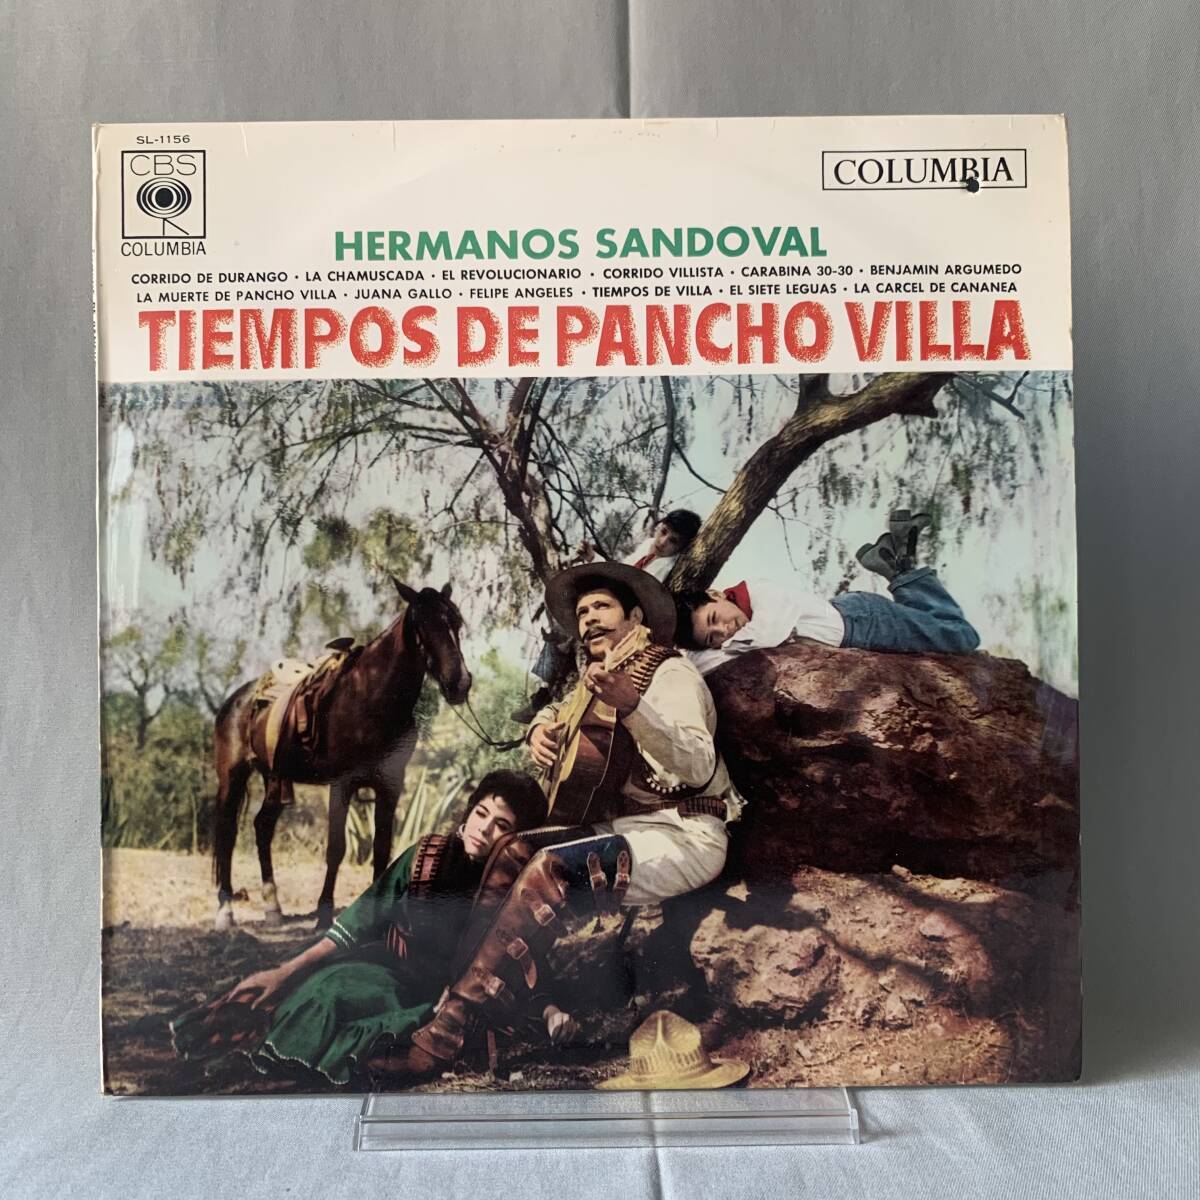 SL-1156
CBS
COLUMBIA
COLUMBIA
HERMANOS SANDOVAL
CORRIDO DE DURANGO · LA CHAMUSCADA · EL REVOLUCIONARIO · CORRIDO VILLISTA · CARABINA 30-30 · BENJAMIN ARGUMEDO
LA MUERTE DE PANCHO VILLA · JUANA GALLO · FELIPE ANGELES · TIEMPOS DE VILLA · EL SIETE LEGUAS · LA CARCEL DE CANANEA
TIEMPOS DE PANCHO VILLA